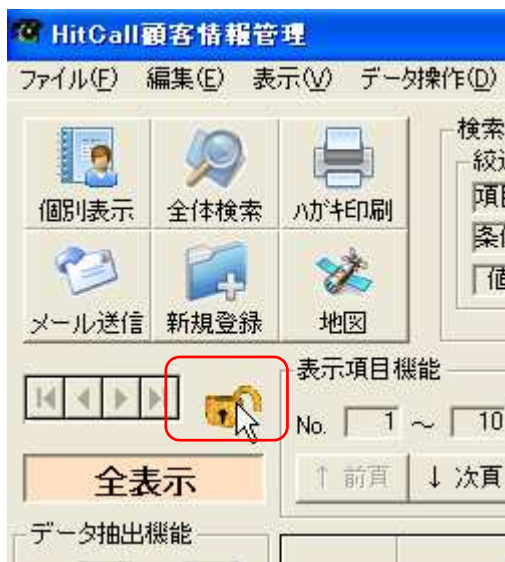 HitCall顧客情報管理
ファイル(F) 編集(E) 表示(V) データ操作(D)
個別表示 全体検索 ハガキ印刷
メール送信 新規登録 地図
検索
表示項目機能
No. 1 ～ 10
↑ 前頁 ↓ 次頁
全表示
データ抽出機能